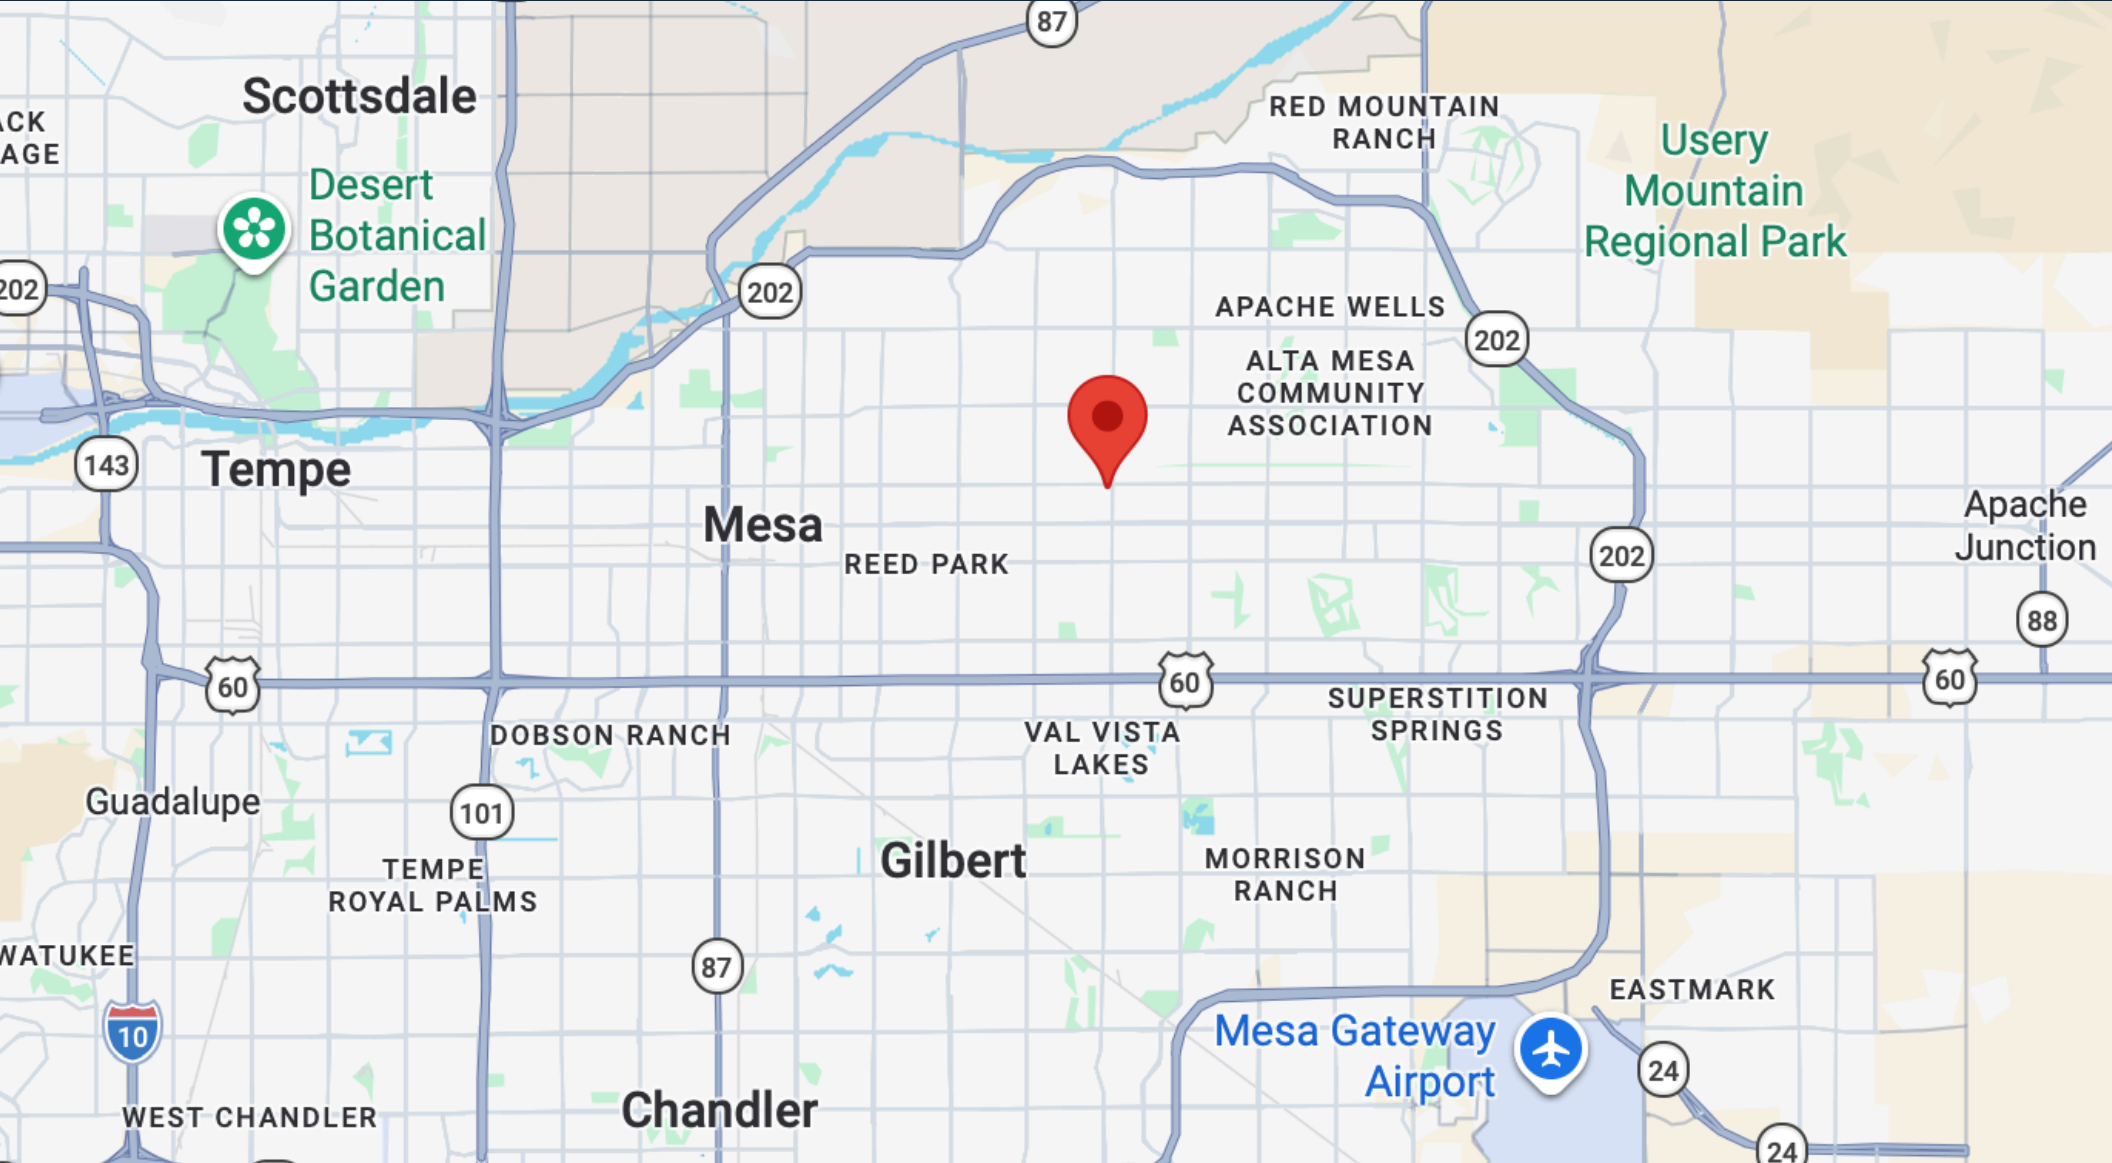 87
Scottsdale
RED MOUNTAIN
RANCH
ACK
AGE
Usery
Mountain
Regional Park
Desert
Botanical
Garden
202
202
APACHE WELLS
202
ALTA MESA
COMMUNITY
ASSOCIATION
143
Tempe
Mesa
Apache
Junction
REED PARK
202
88
60
60
60
SUPERSTITION
SPRINGS
DOBSON RANCH
VAL VISTA
LAKES
Guadalupe
101
Gilbert
MORRISON
RANCH
TEMPE
ROYAL PALMS
WATUKEE
87
EASTMARK
10
Mesa Gateway
Airport
24
WEST CHANDLER
Chandler
24